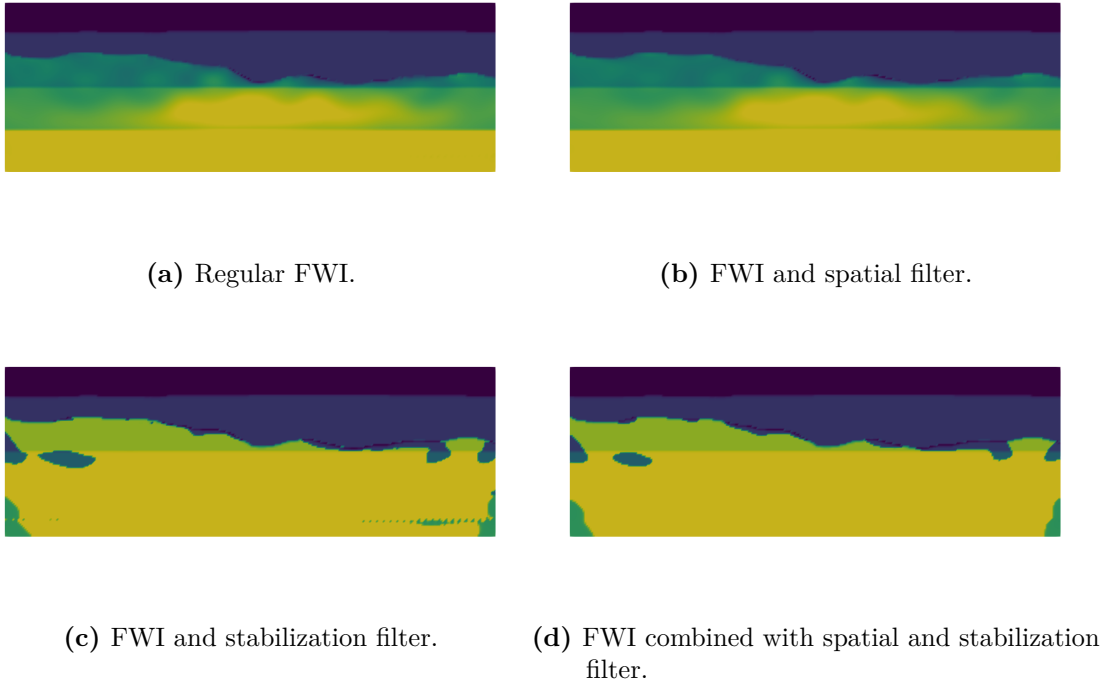 (a) Regular FWI.
(b) FWI and spatial filter.
(c) FWI and stabilization filter.
(d) FWI combined with spatial and stabilization
filter.